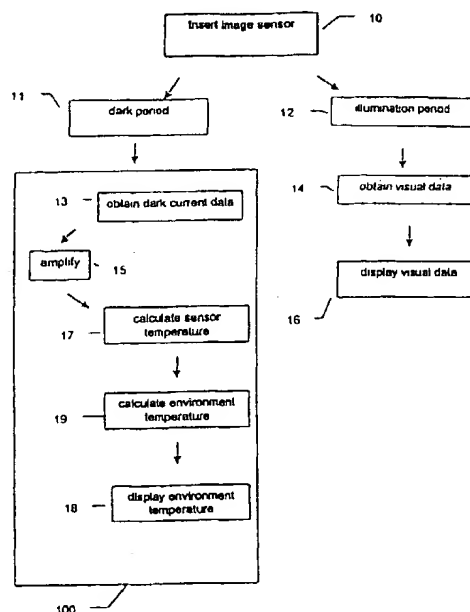 Insert image sensor
10
11
dark period
12
illumination period
13
obtain dark current data
14
obtain visual data
amplify
15
display visual data
16
17
calculate sensor temperature
19
calculate environment temperature
18
display environment temperature
100